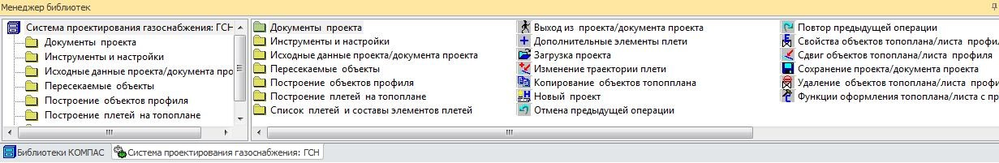 Менеджер библиотек
Система проектирования газоснабжения: ГСН
Документы проекта
Инструменты и настройки
Исходные данные проекта/документа про
Пересекаемые объекты
Построение объектов профиля
Построение плетей на топоплане
Документы проекта
Инструменты и настройки
Исходные данные проекта/документа проекта
Пересекаемые объекты
Построение объектов профиля
Построение плетей на топоплане
Список плетей и составы элементов плетей
Выход из проекта/документа проекта
Дополнительные элементы плети
Загрузка проекта
Изменение траектории плети
Копирование объектов топопплана
Новый проект
Отмена предыдущей операции
Повтор предыдущей операции
Свойства объектов топоплана/листа профил
Сдвиг объектов топоплана/листа профиля
Сохранение проекта/документа проекта
Удаление объектов топоплана/листа профи
Функции оформления топоплана/листа с пр
Библиотеки КОМПАС
Система проектирования газоснабжения: ГСН